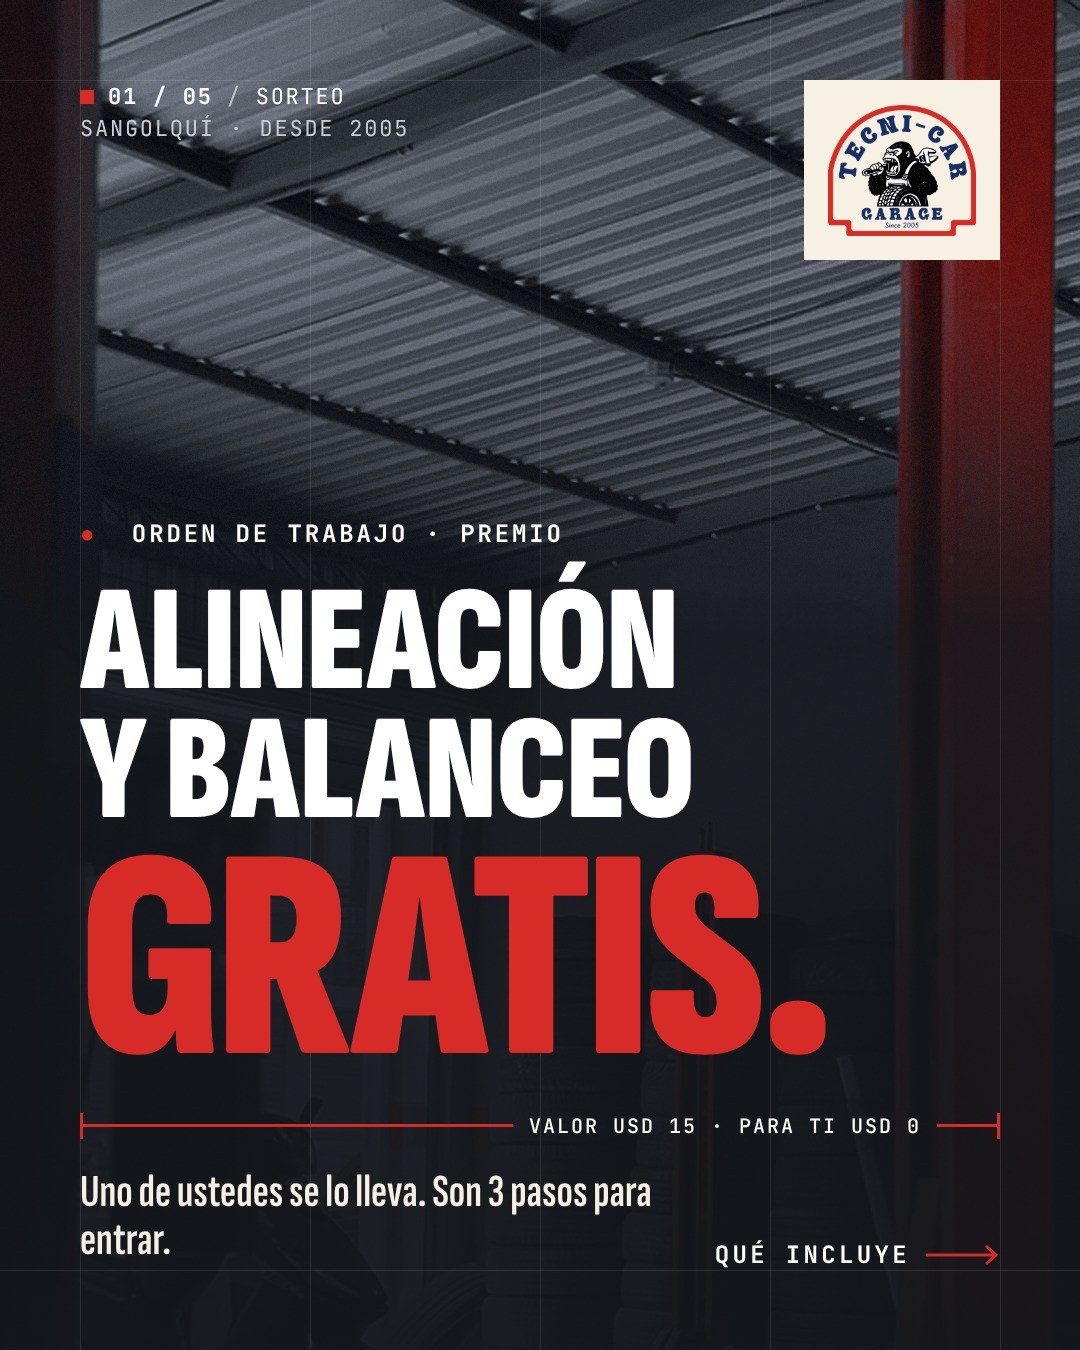 01 / 05 / SORTEO
SANGOLQUÍ · DESDE 2005
TECNI-CAR
GARAGE
Since 2005
ORDEN DE TRABAJO · PREMIO
ALINEACIÓN
Y BALANCEO
GRATIS.
VALOR USD 15 · PARA TI USD 0
Uno de ustedes se lo lleva. Son 3 pasos para
entrar.
QUÉ INCLUYE